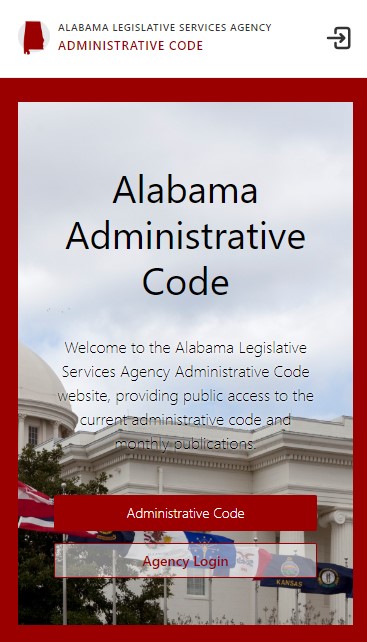 ALABAMA LEGISLATIVE SERVICES AGENCY
ADMINISTRATIVE CODE
Alabama
Administrative
Code
Welcome to the Alabama Legislative
Services Agency Administrative Code
website, providing public access to the
current administrative code and
monthly publications.
Administrative Code
Agency Login
KANSAS